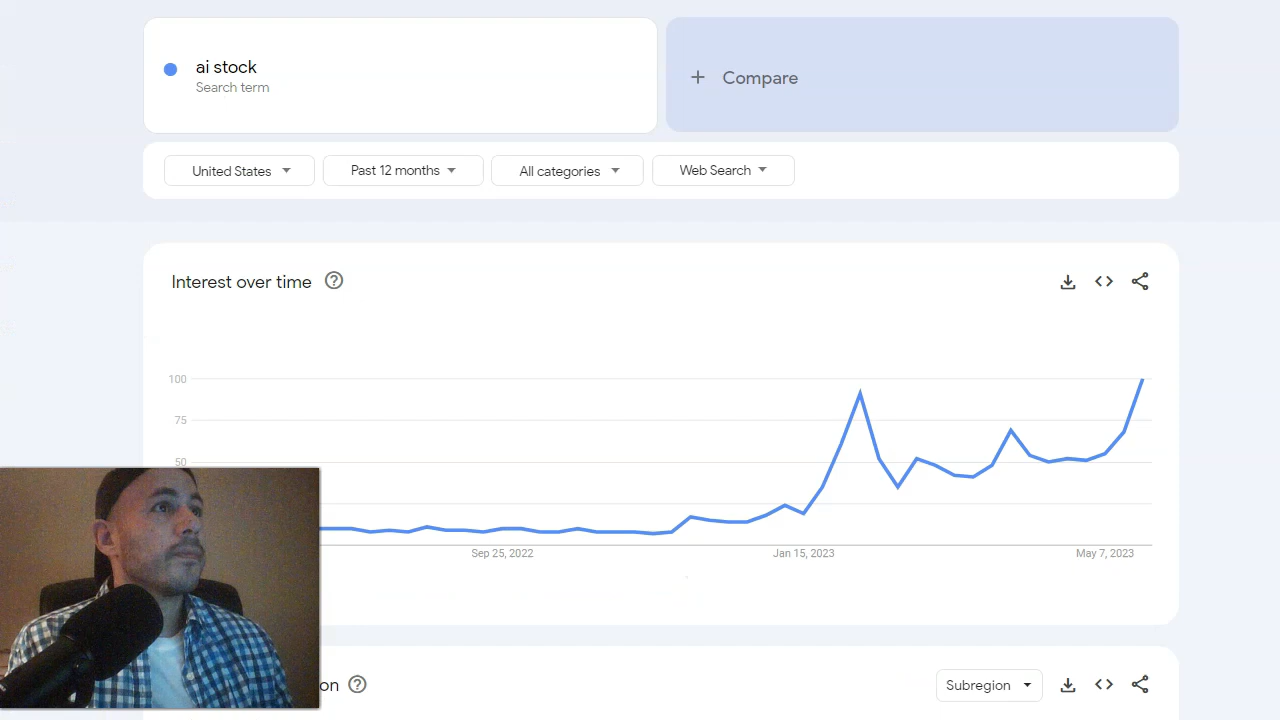 ai stock
Search term
Compare
United States
Past 12 months
All categories
Web Search
Interest over time
100
75
50
Sep 25, 2022
Jan 15, 2023
May 7, 2023
on
Subregion